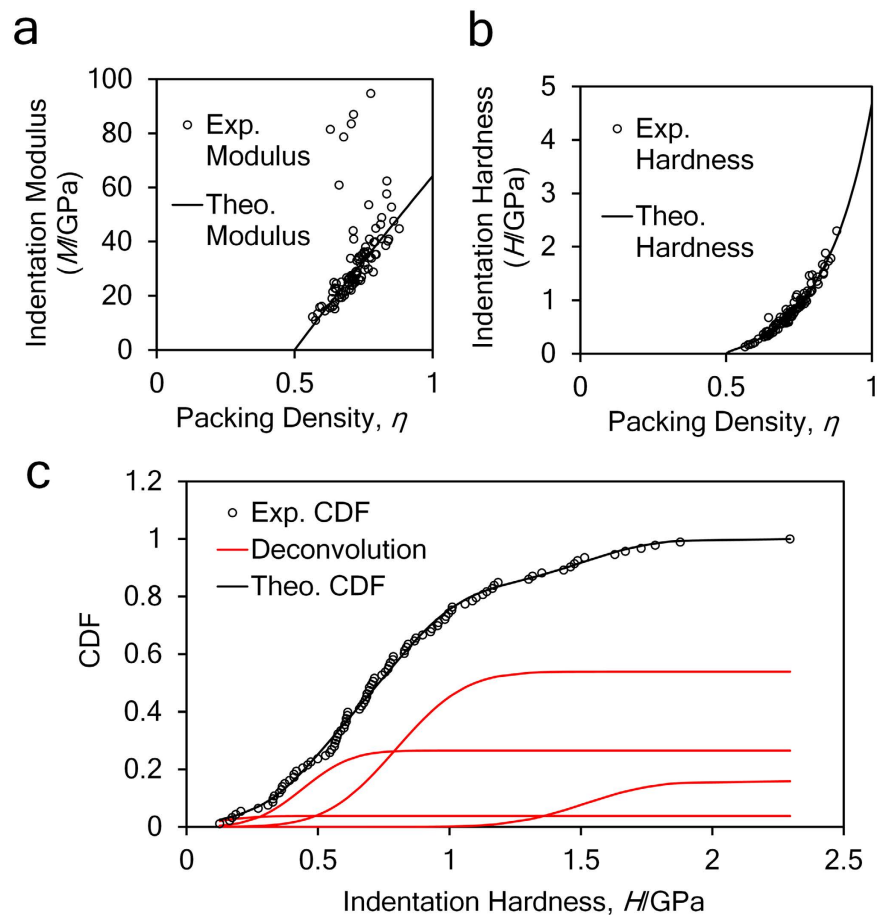 a
Indentation Modulus
(M/GPa)
100
80
60
40
20
0
Exp.
Modulus
Theo.
Modulus
0
0.5
1
Packing Density, η
b
Indentation Hardness
(H/GPa)
5
4
3
2
1
0
Exp.
Hardness
Theo.
Hardness
0
0.5
1
Packing Density, η
c
CDF
1.2
1
0.8
0.6
0.4
0.2
0
Exp. CDF
Deconvolution
Theo. CDF
0
0.5
1
1.5
2
2.5
Indentation Hardness, H/GPa